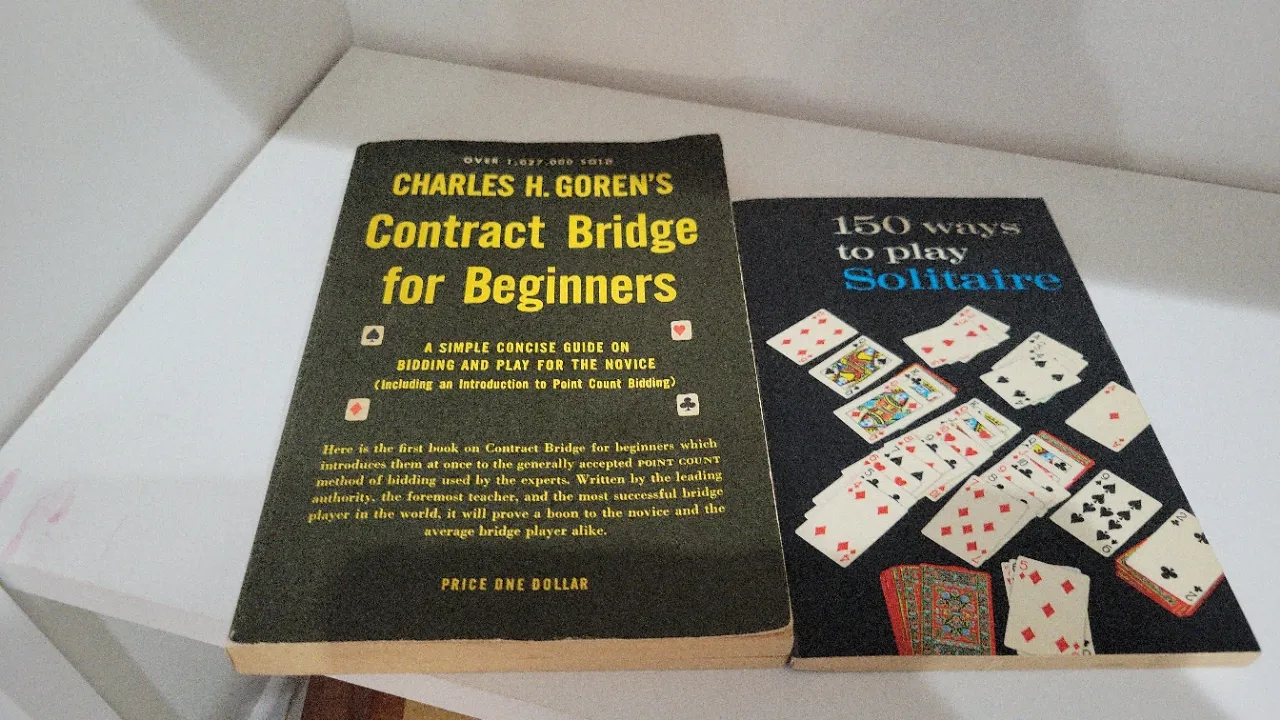 OVER 1,027,000 SOLD
CHARLES H. GOREN'S
Contract Bridge
for Beginners
A SIMPLE CONCISE GUIDE ON
BIDDING AND PLAY FOR THE NOVICE
(Including an Introduction to Point Count Bidding)
Here is the first book on Contract Bridge for beginners which
introduces them at once to the generally accepted POINT COUNT
method of bidding used by the experts. Written by the leading
authority, the foremost teacher, and the most successful bridge
player in the world, it will prove a boon to the novice and the
average bridge player alike.
PRICE ONE DOLLAR
150 ways
to play
Solitaire